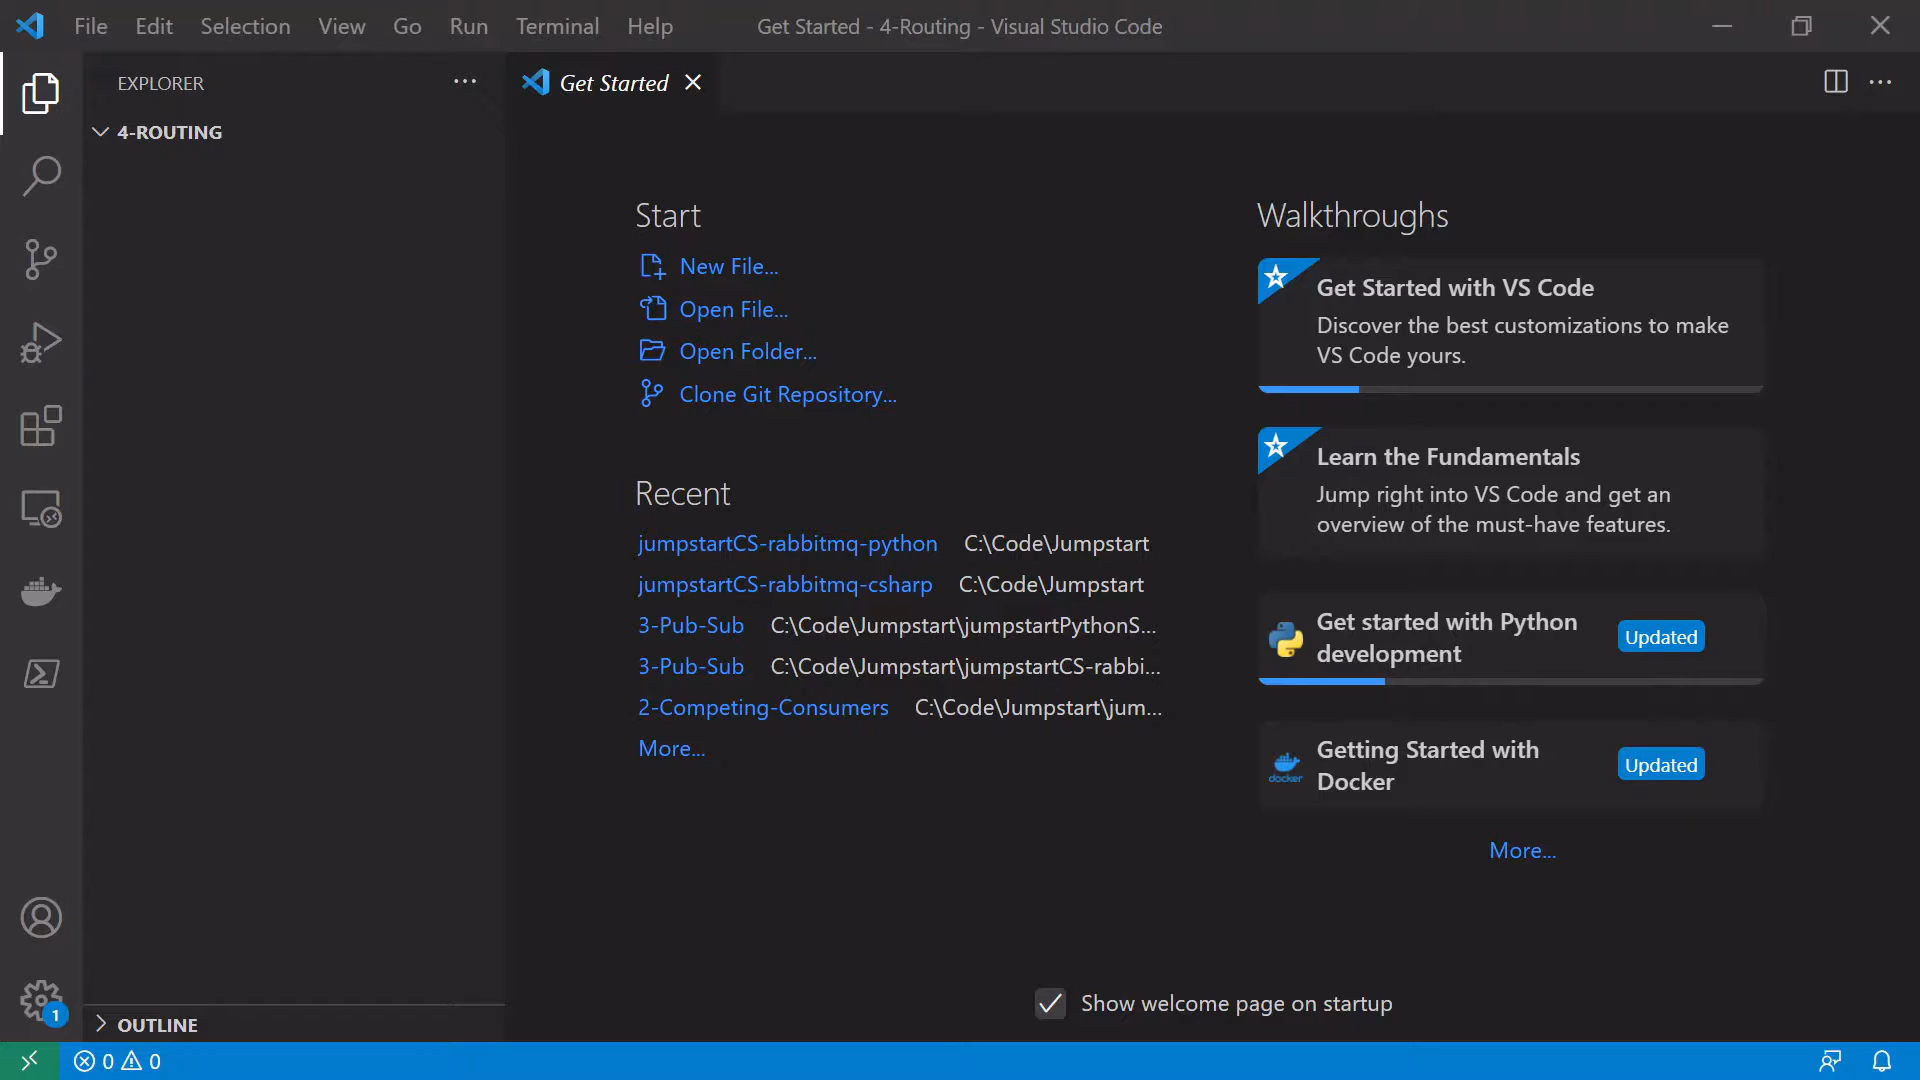 File Edit Selection View Go Run Terminal Help Get Started - 4-Routing - Visual Studio Code
EXPLORER
4-ROUTING
OUTLINE
Get Started
Start
New File...
Open File...
Open Folder...
Clone Git Repository...
Recent
jumpstartCS-rabbitmq-python C:\Code\Jumpstart
jumpstartCS-rabbitmq-csharp C:\Code\Jumpstart
3-Pub-Sub C:\Code\Jumpstart\jumpstartPythonS...
3-Pub-Sub C:\Code\Jumpstart\jumpstartCS-rabbi...
2-Competing-Consumers C:\Code\Jumpstart\jum...
More...
Walkthroughs
Get Started with VS Code
Discover the best customizations to make
VS Code yours.
Learn the Fundamentals
Jump right into VS Code and get an
overview of the must-have features.
Get started with Python
development
Updated
Getting Started with
Docker
Updated
docker
More...
Show welcome page on startup
1
0 0